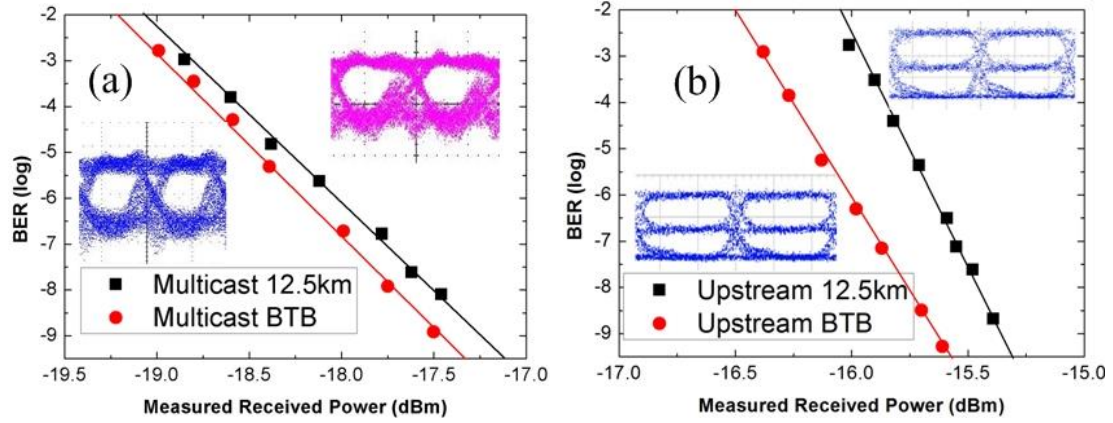 (a)
BER (log)
-2
-3
-4
-5
-6
-7
-8
-9
Multicast 12.5km
Multicast BTB
-19.5 -19.0 -18.5 -18.0 -17.5 -17.0
Measured Received Power (dBm)
(b)
BER (log)
-2
-3
-4
-5
-6
-7
-8
-9
Upstream 12.5km
Upstream BTB
-17.0 -16.5 -16.0 -15.5 -15.0
Measured Received Power (dBm)